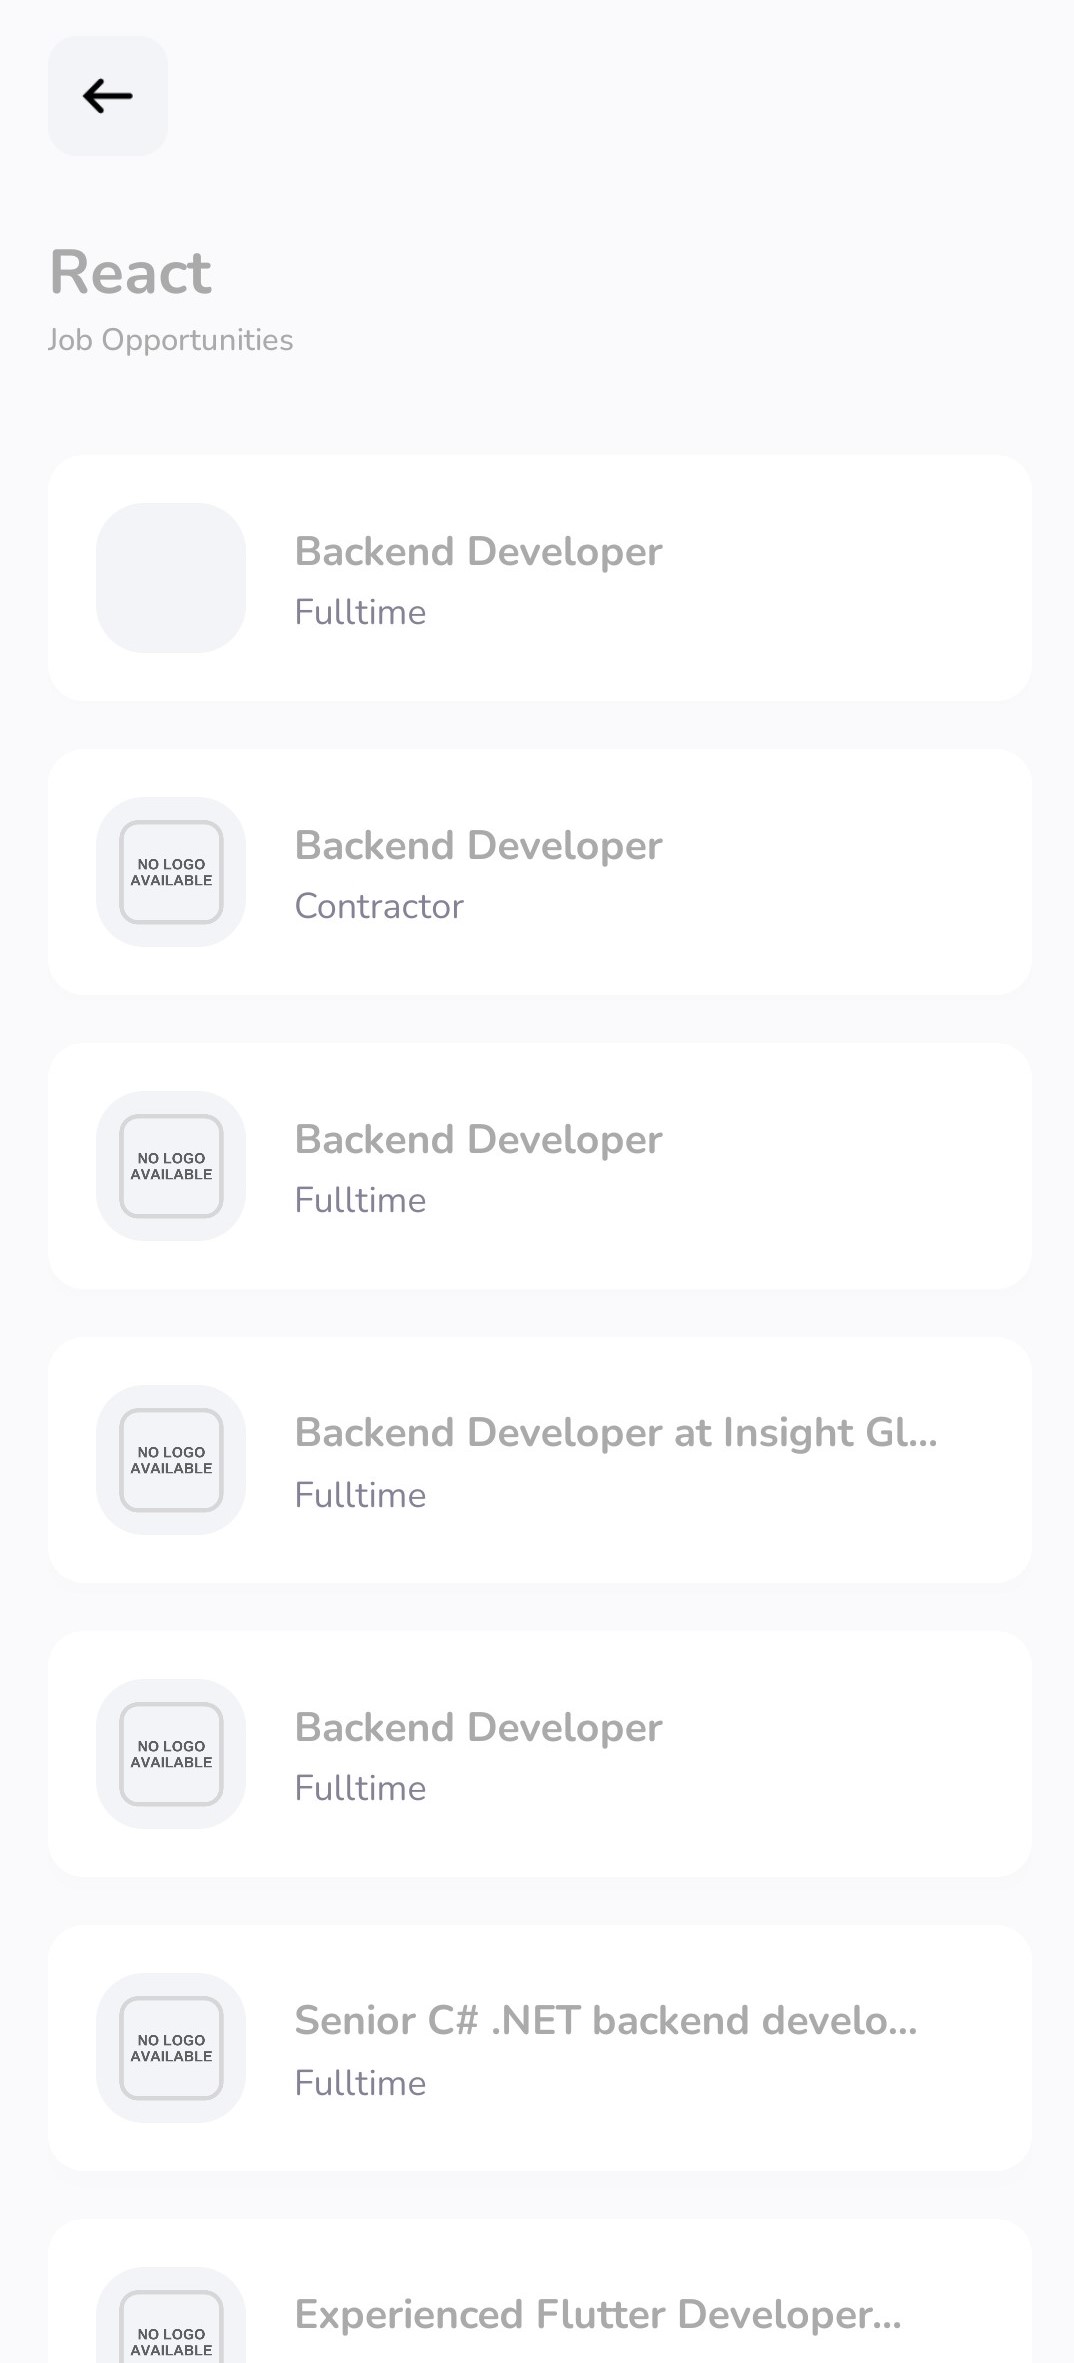 React
Job Opportunities
Backend Developer
Fulltime
NO LOGO
AVAILABLE
Backend Developer
Contractor
NO LOGO
AVAILABLE
Backend Developer
Fulltime
NO LOGO
AVAILABLE
Backend Developer at Insight Gl...
Fulltime
NO LOGO
AVAILABLE
Backend Developer
Fulltime
NO LOGO
AVAILABLE
Senior C# .NET backend develo...
Fulltime
NO LOGO
AVAILABLE
Experienced Flutter Developer...